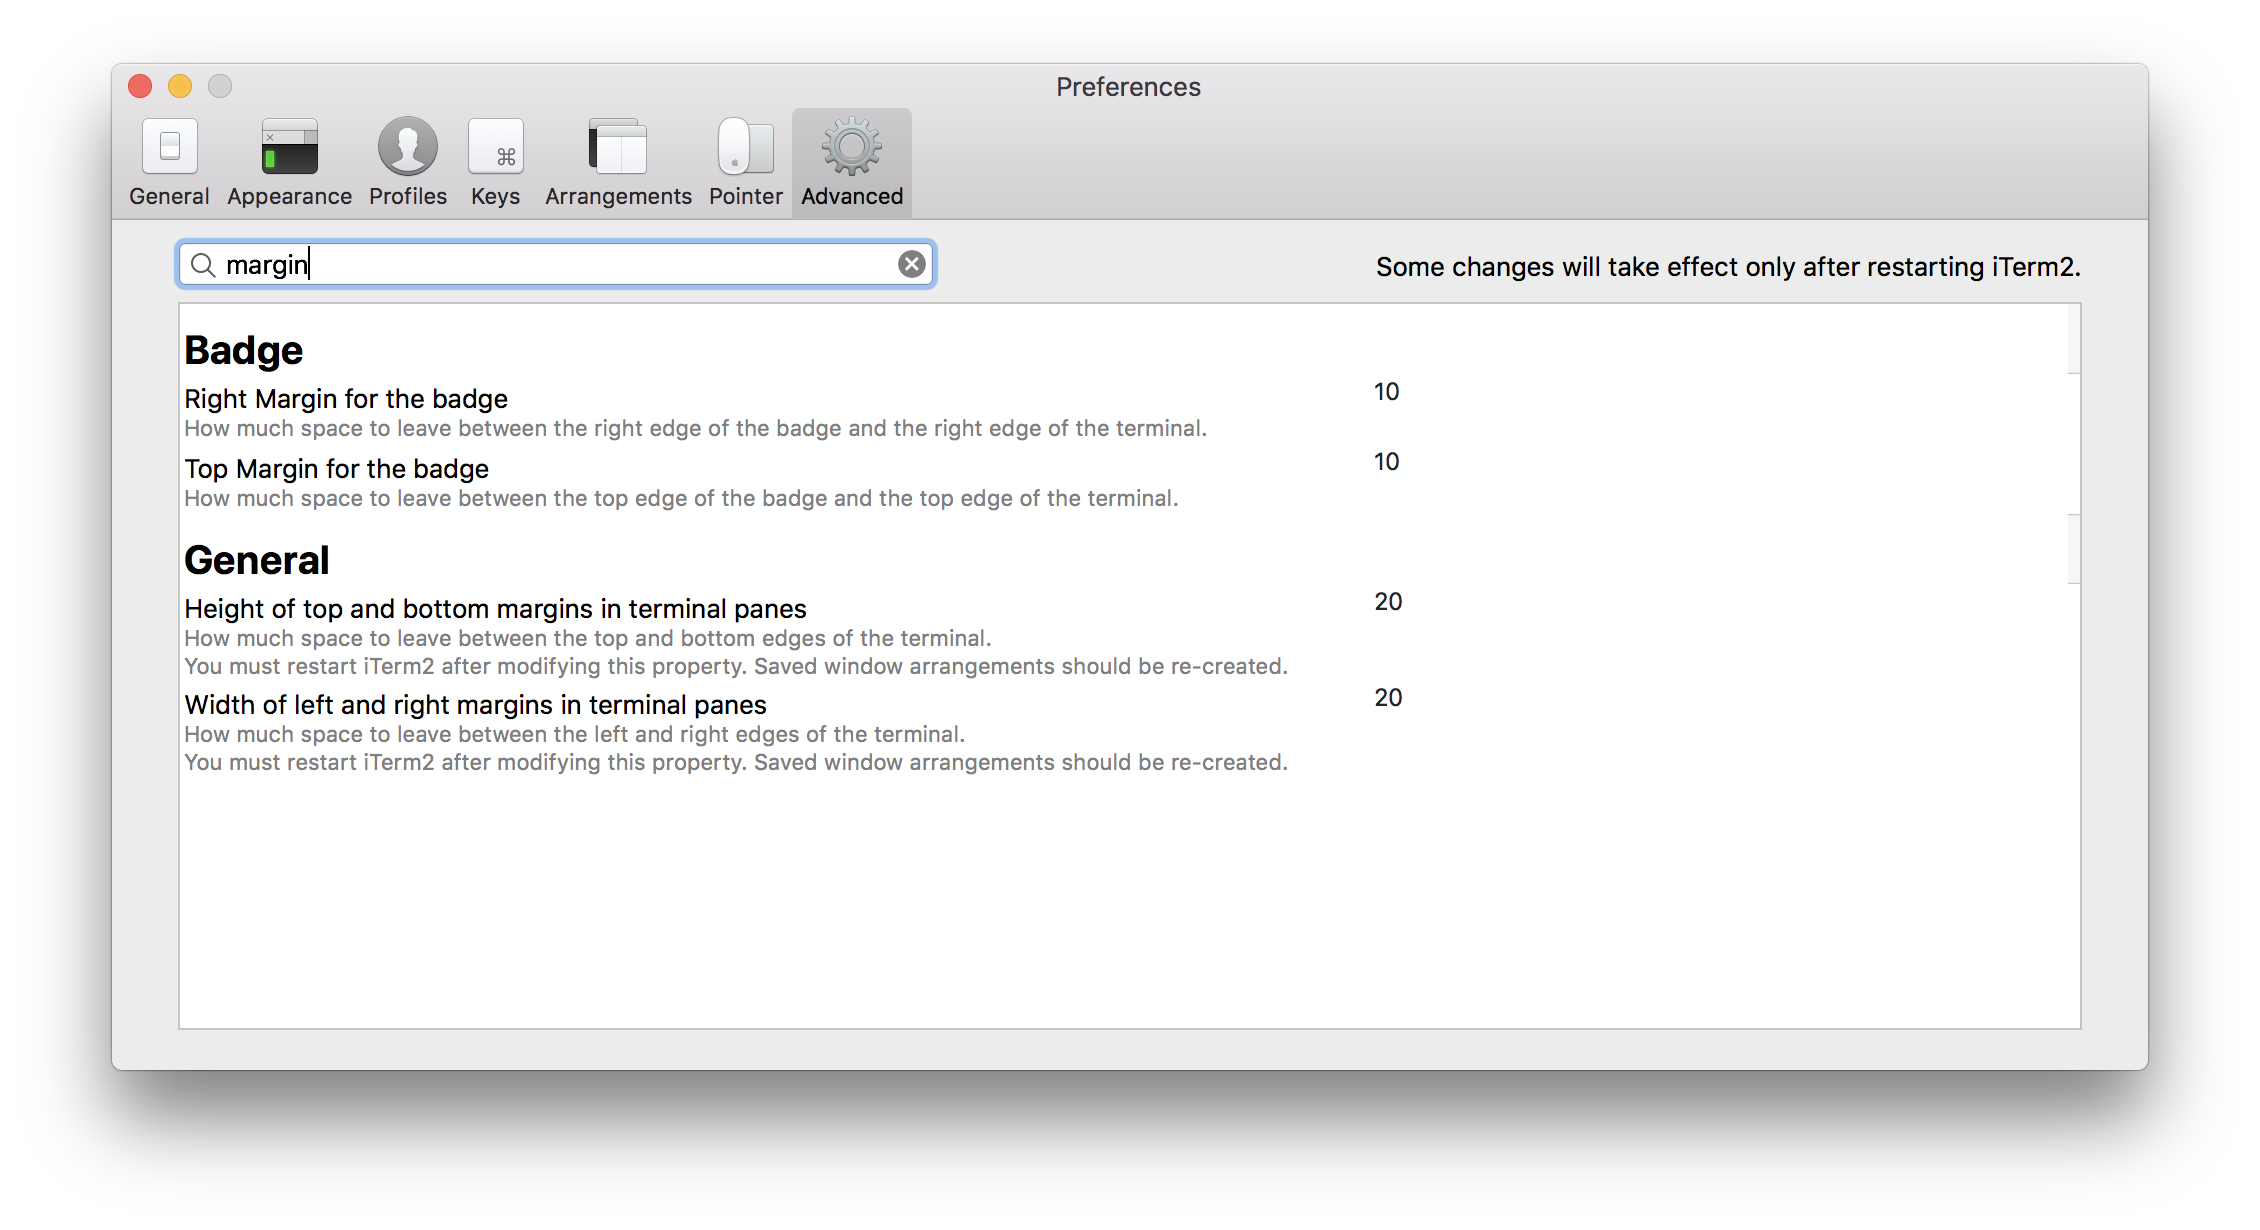 Preferences
General Appearance Profiles Keys Arrangements Pointer Advanced
margin
Some changes will take effect only after restarting iTerm2.
Badge
Right Margin for the badge 10
How much space to leave between the right edge of the badge and the right edge of the terminal.
Top Margin for the badge 10
How much space to leave between the top edge of the badge and the top edge of the terminal.
General
Height of top and bottom margins in terminal panes 20
How much space to leave between the top and bottom edges of the terminal.
You must restart iTerm2 after modifying this property. Saved window arrangements should be re-created.
Width of left and right margins in terminal panes 20
How much space to leave between the left and right edges of the terminal.
You must restart iTerm2 after modifying this property. Saved window arrangements should be re-created.